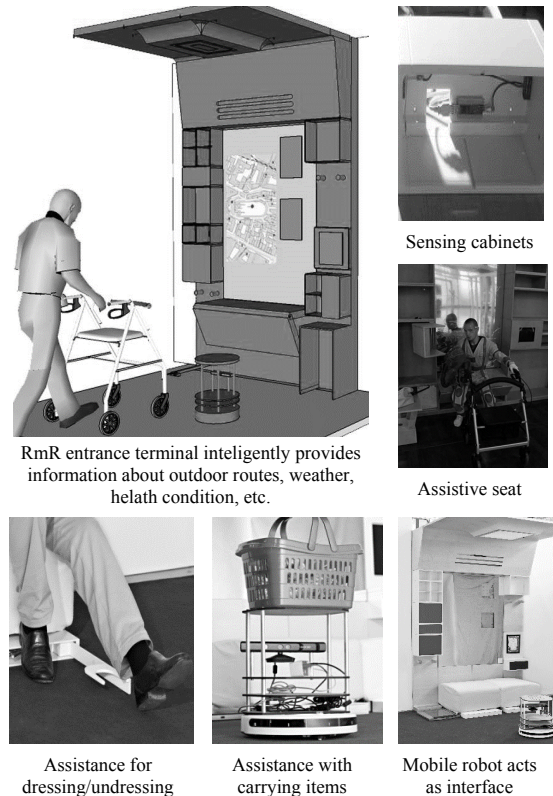 Sensing cabinets
RmR entrance terminal inteligently provides
information about outdoor routes, weather,
helath condition, etc.
Assistive seat
Assistance for
dressing/undressing
Assistance with
carrying items
Mobile robot acts
as interface